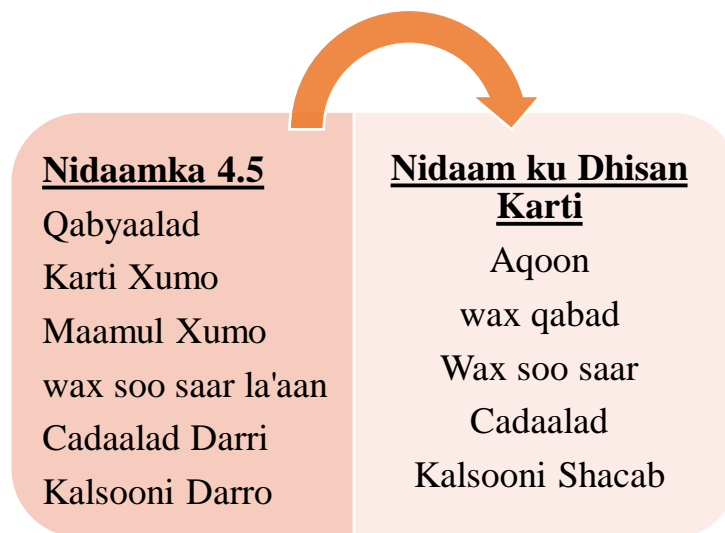 Nidaamka 4.5
Qabyaalad
Karti Xumo
Maamul Xumo
wax soo saar la'aan
Cadaalad Darri
Kalsooni Darro
Nidaam ku Dhisan
Karti
Aqoon
wax qabad
Wax soo saar
Cadaalad
Kalsooni Shacab